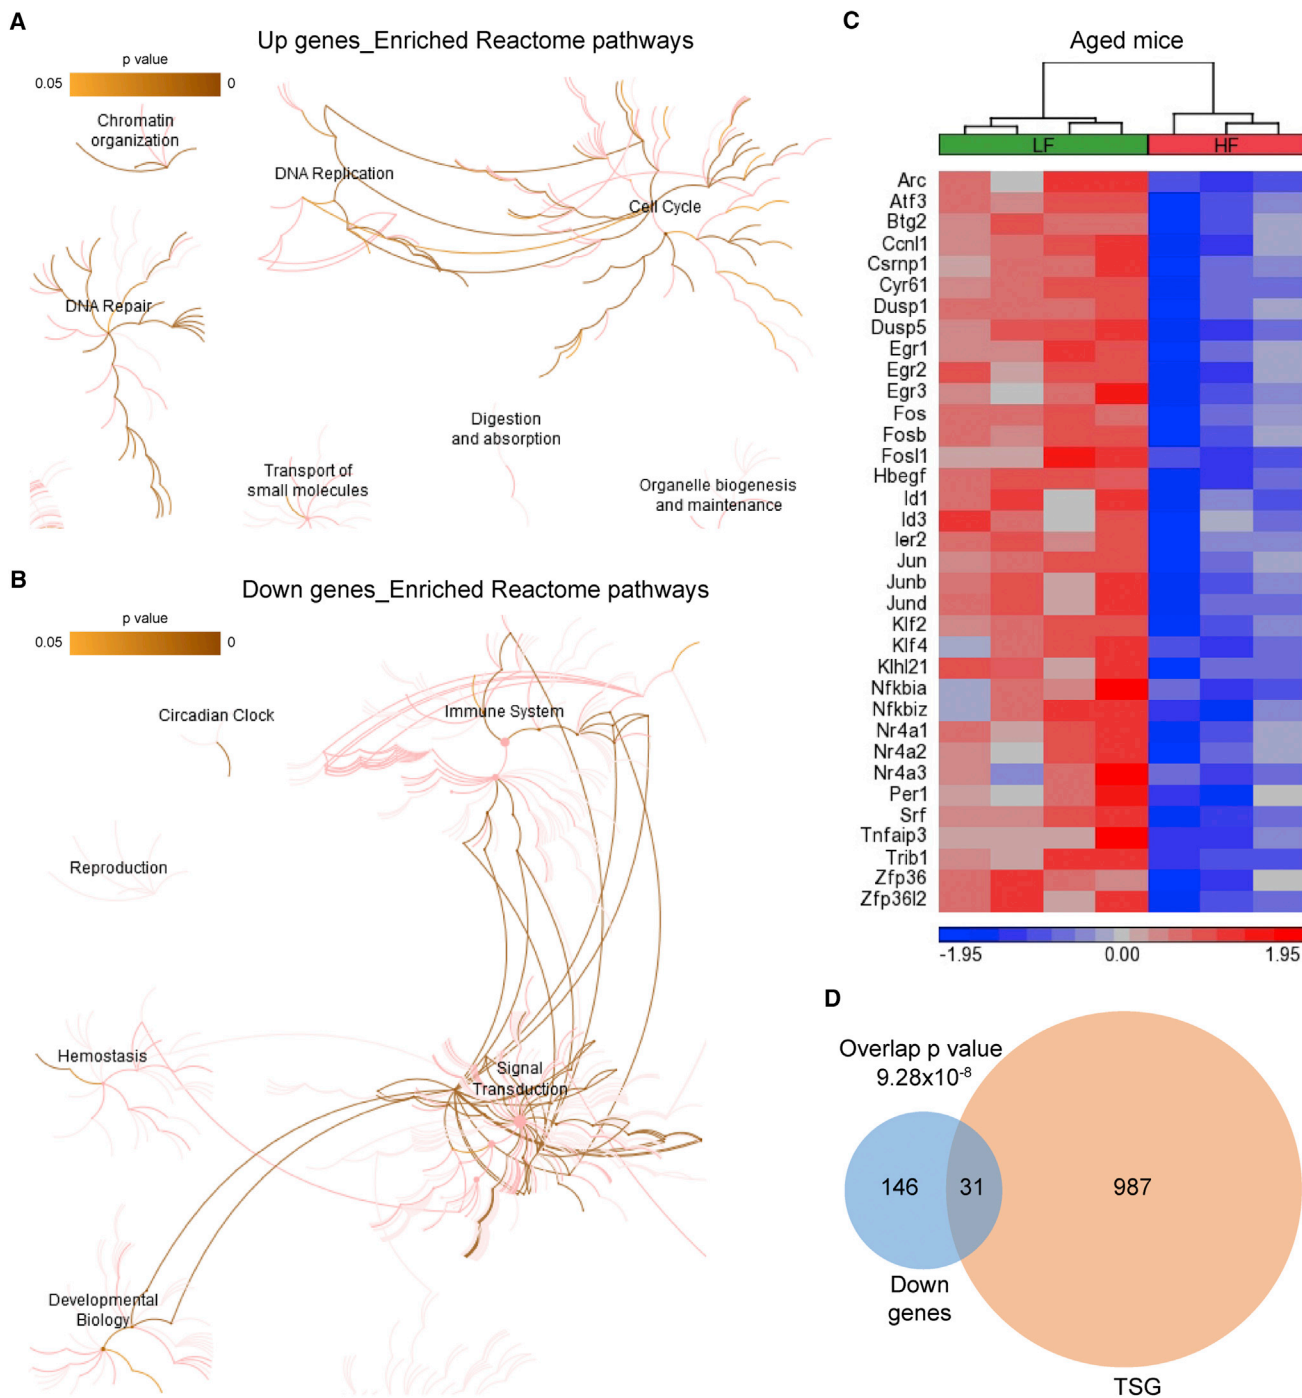 A
Up genes_Enriched Reactome pathways
p value
0.05
0
Chromatin
organization
DNA Replication
Cell Cycle
DNA Repair
Digestion
and absorption
Transport of
small molecules
Organelle biogenesis
and maintenance
B
Down genes_Enriched Reactome pathways
p value
0.05
0
Circadian Clock
Immune System
Reproduction
Hemostasis
Signal
Transduction
Developmental
Biology
C
Aged mice
LF
HF
Arc
Atf3
Btg2
Ccnl1
Csrnp1
Cyr61
Dusp1
Dusp5
Egr1
Egr2
Egr3
Fos
Fosb
Fosl1
Hbegf
Id1
Id3
Ier2
Jun
Junb
Jund
Klf2
Klf4
Klhl21
Nfkbia
Nfkbiz
Nr4a1
Nr4a2
Nr4a3
Per1
Srf
Tnfaip3
Trib1
Zfp36
Zfp36l2
-1.95
0.00
1.95
D
Overlap p value
9.28x10⁻⁸
146
31
987
Down
genes
TSG